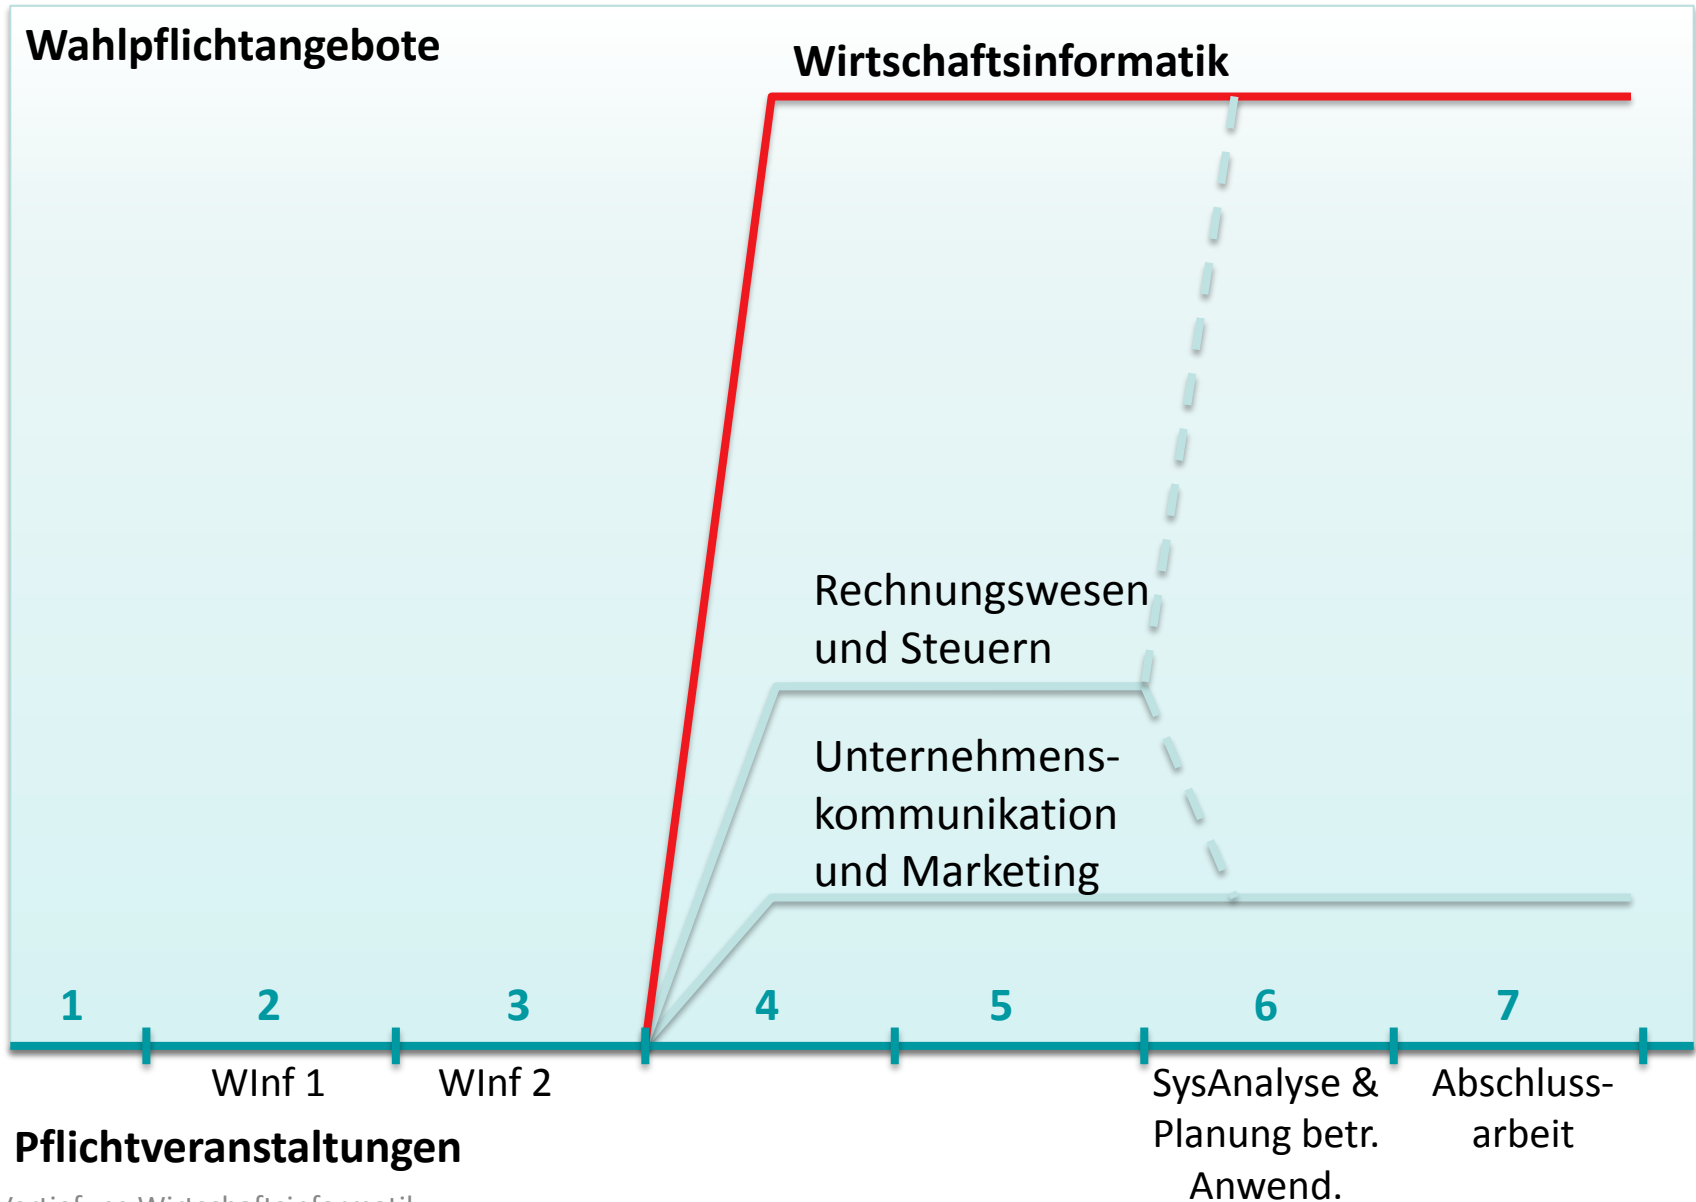 Wahlpflichtangebote
Wirtschaftsinformatik
Rechnungswesen
und Steuern
Unternehmens-
kommunikation
und Marketing
1 2 3 4 5 6 7
WInf 1
WInf 2
SysAnalyse &
Planung betr.
Anwend.
Abschluss-
arbeit
Pflichtveranstaltungen
Wirtschaftsinformatik